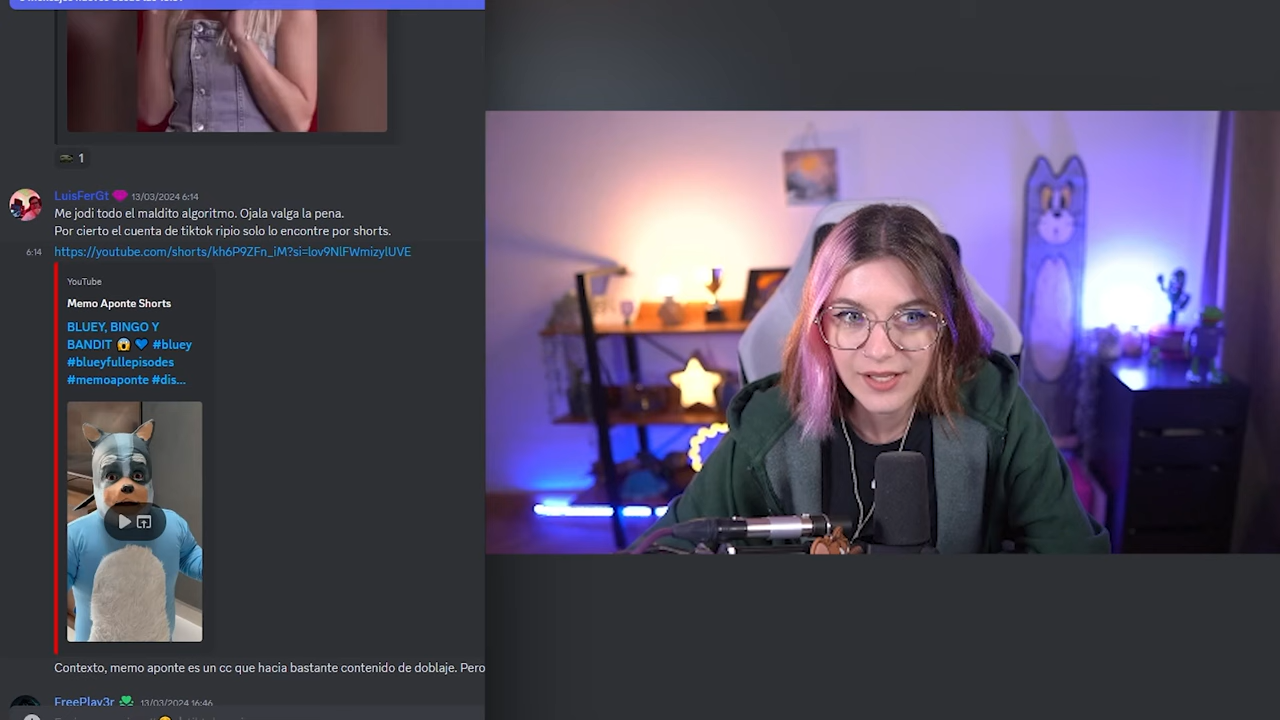 1
LuisFerGt 13/03/2024 6:14
Me jodi todo el maldito algoritmo. Ojala valga la pena.
Por cierto el cuenta de tiktok ripio solo lo encontre por shorts.
6:14 https://youtube.com/shorts/kh6P9ZFn_iM?si=lov9NlFWmizylUVE
YouTube
Memo Aponte Shorts
BLUEY, BINGO Y
BANDIT 😱 💙 #bluey
#blueyfullepisodes
#memoaponte #dis...
Contexto, memo aponte es un cc que hacia bastante contenido de doblaje. Pero
FreePlay3r 13/03/2024 16:46